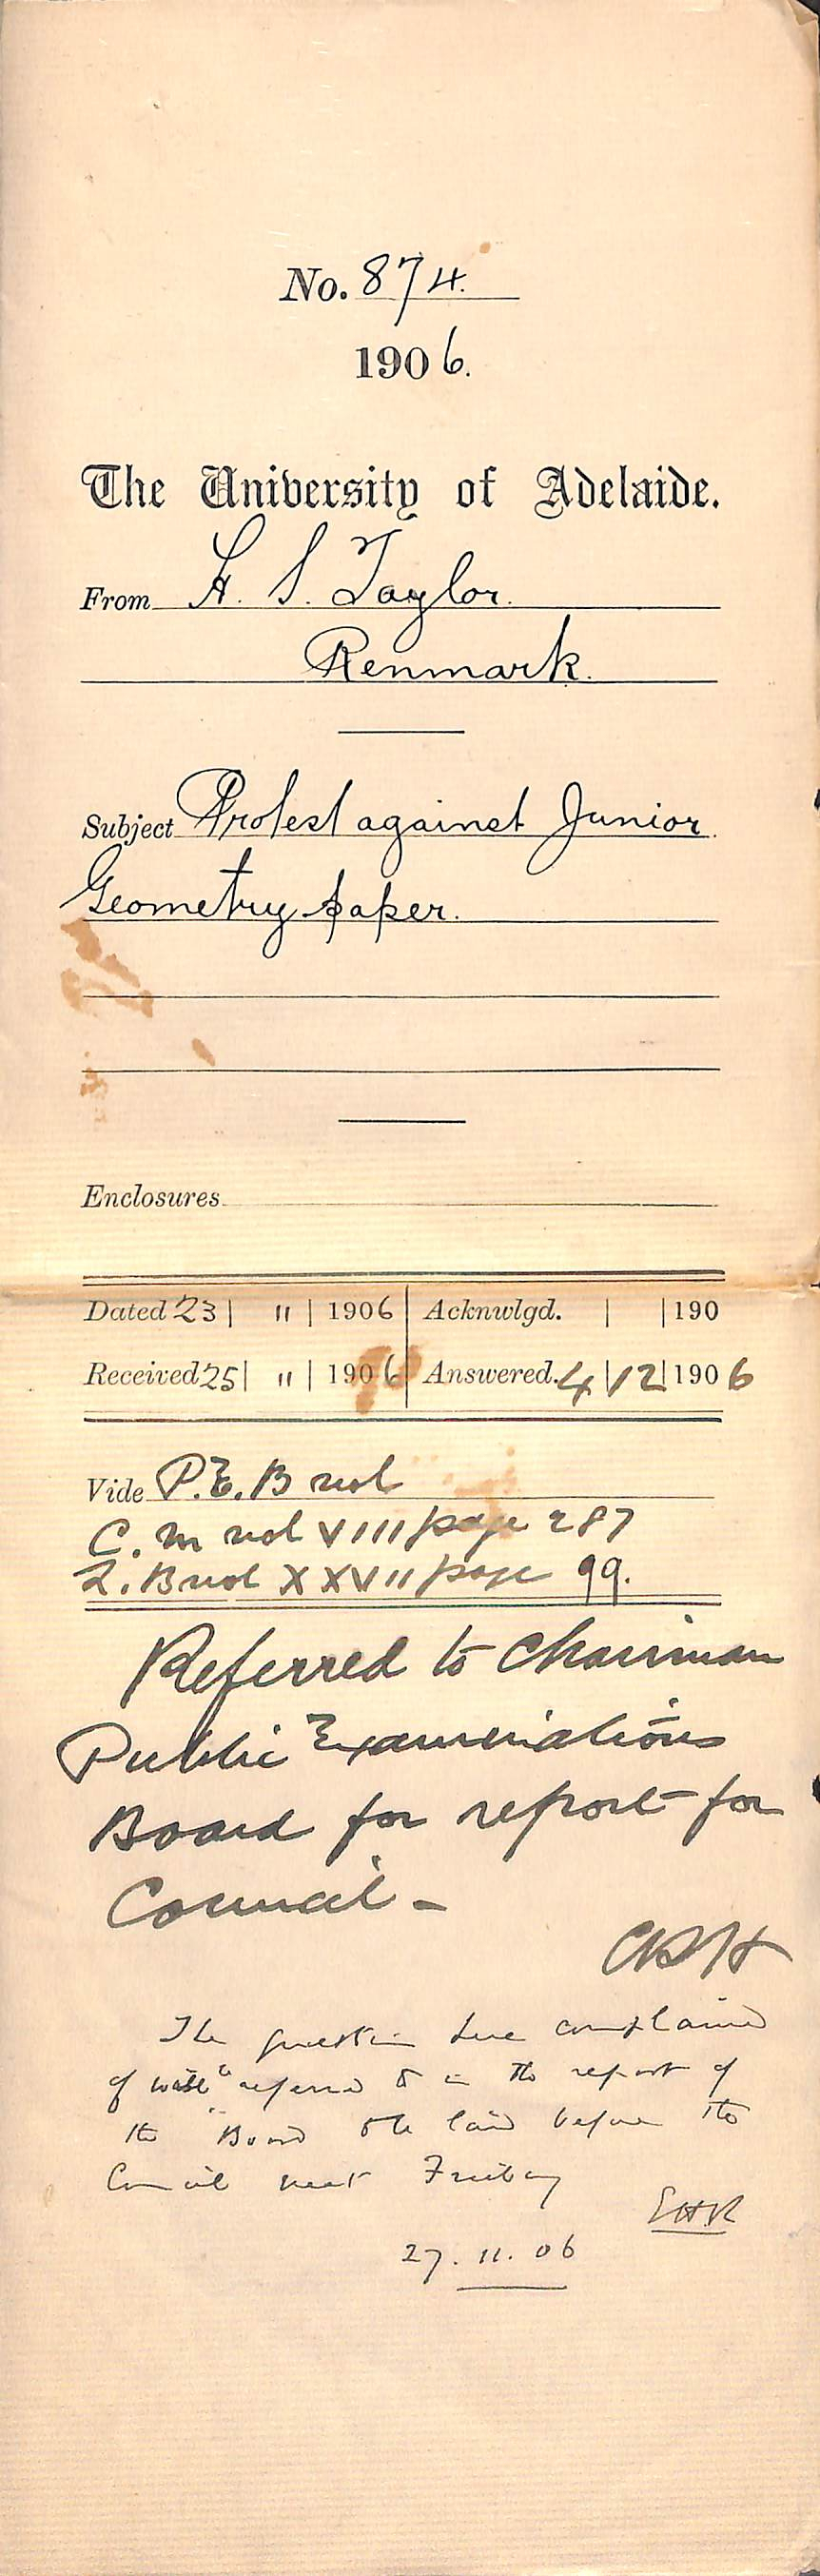 No. 874.
1906.
The University of Adelaide.
From H. S. Taylor.
Renmark.
Subject Protest against Junior
Geometry paper.
Enclosures
Dated 23 | 11 | 1906 Acknwlgd. | | 190
Received 25 | 11 | 1906 Answered. 4 | 12 | 1906
Vide P.E.B vol
C. M vol VIII page 287
L. B vol XXVII page 99.
Referred to Chairman
Public Examinations
Board for report for
Council -
The question here complained
of will be referred to in the report of
the Board to be laid before the
Council next Friday
EHR
27. 11. 06